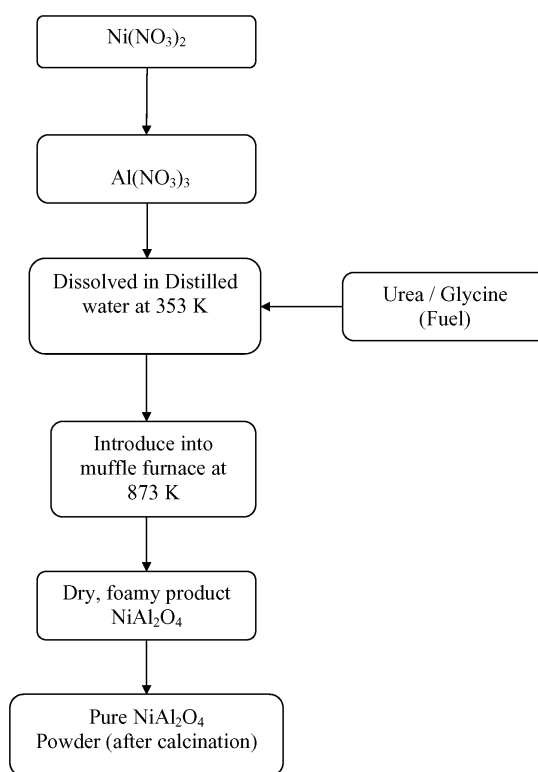 Ni(NO₃)₂
Al(NO₃)₃
Dissolved in Distilled
water at 353 K
Urea / Glycine
(Fuel)
Introduce into
muffle furnace at
873 K
Dry, foamy product
NiAl₂O₄
Pure NiAl₂O₄
Powder (after calcination)